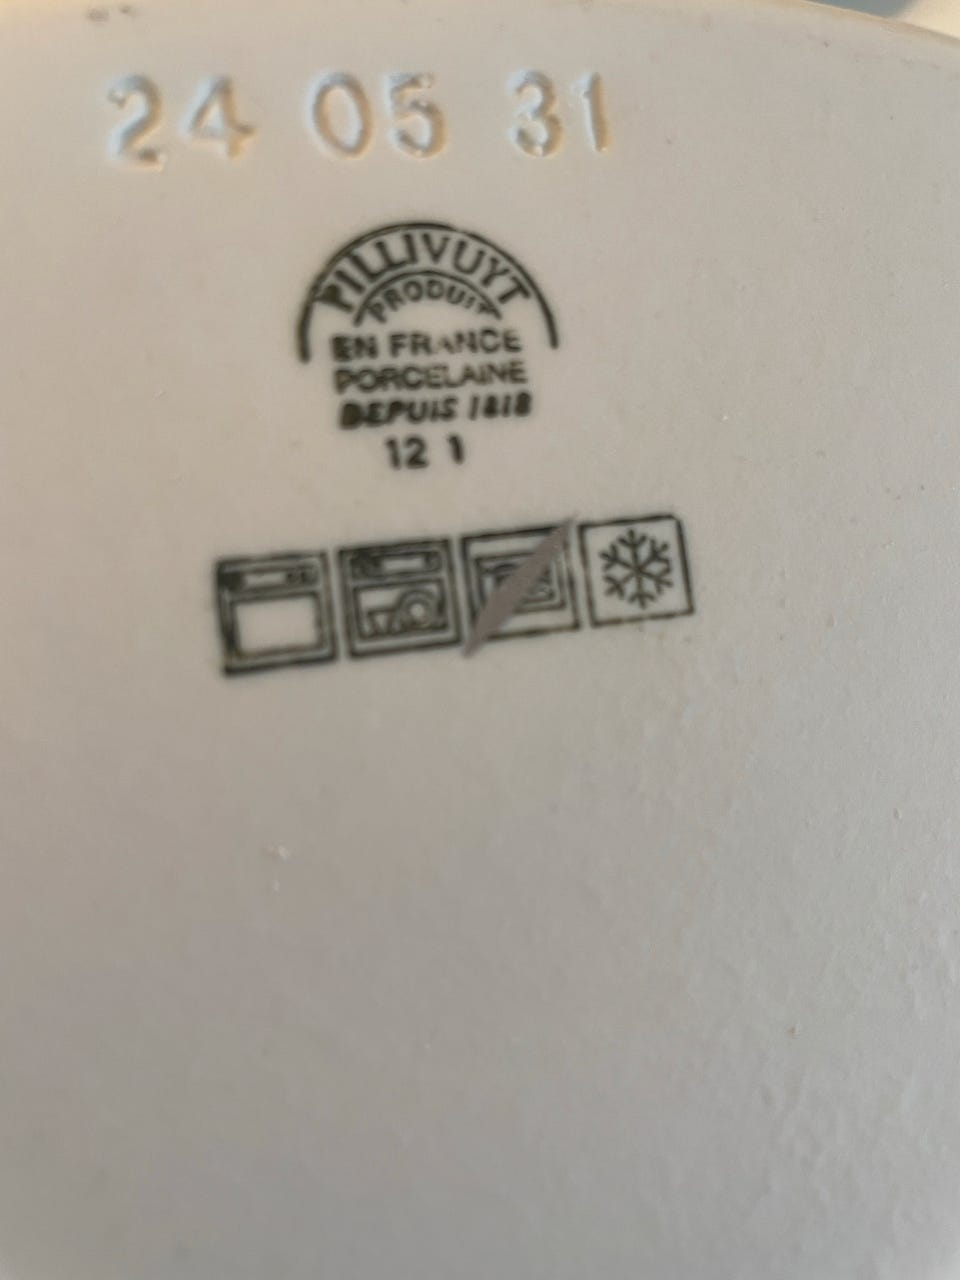 24 05 31
PILLIVUYT
PRODUIT
EN FRANCE
PORCELAINE
DEPUIS 1818
12 1